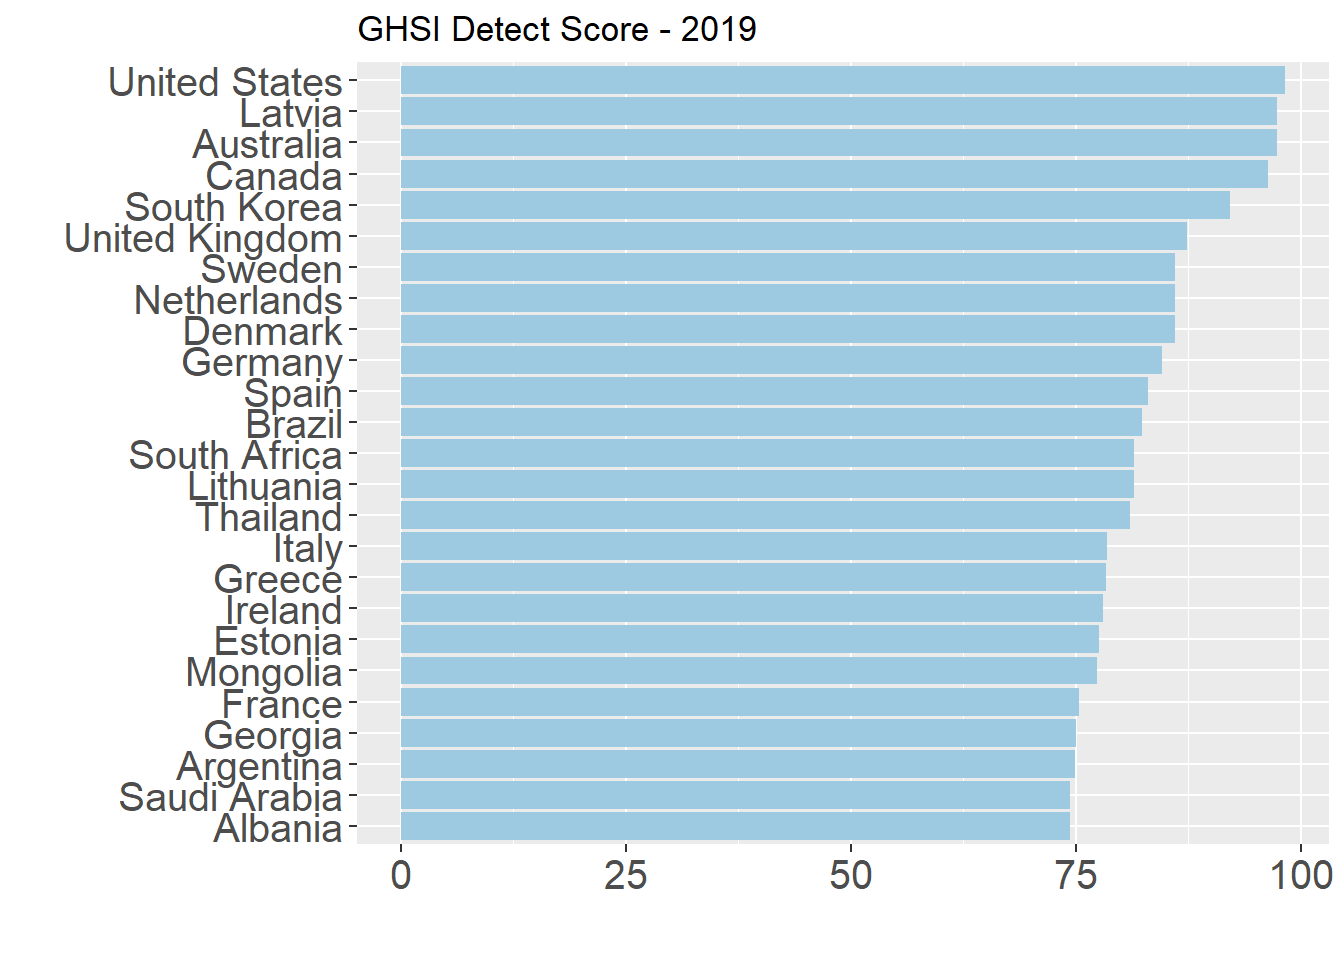 GHSI Detect Score - 2019
United States
Latvia
Australia
Canada
South Korea
United Kingdom
Sweden
Netherlands
Denmark
Germany
Spain
Brazil
South Africa
Lithuania
Thailand
Italy
Greece
Ireland
Estonia
Mongolia
France
Georgia
Argentina
Saudi Arabia
Albania
0 25 50 75 100